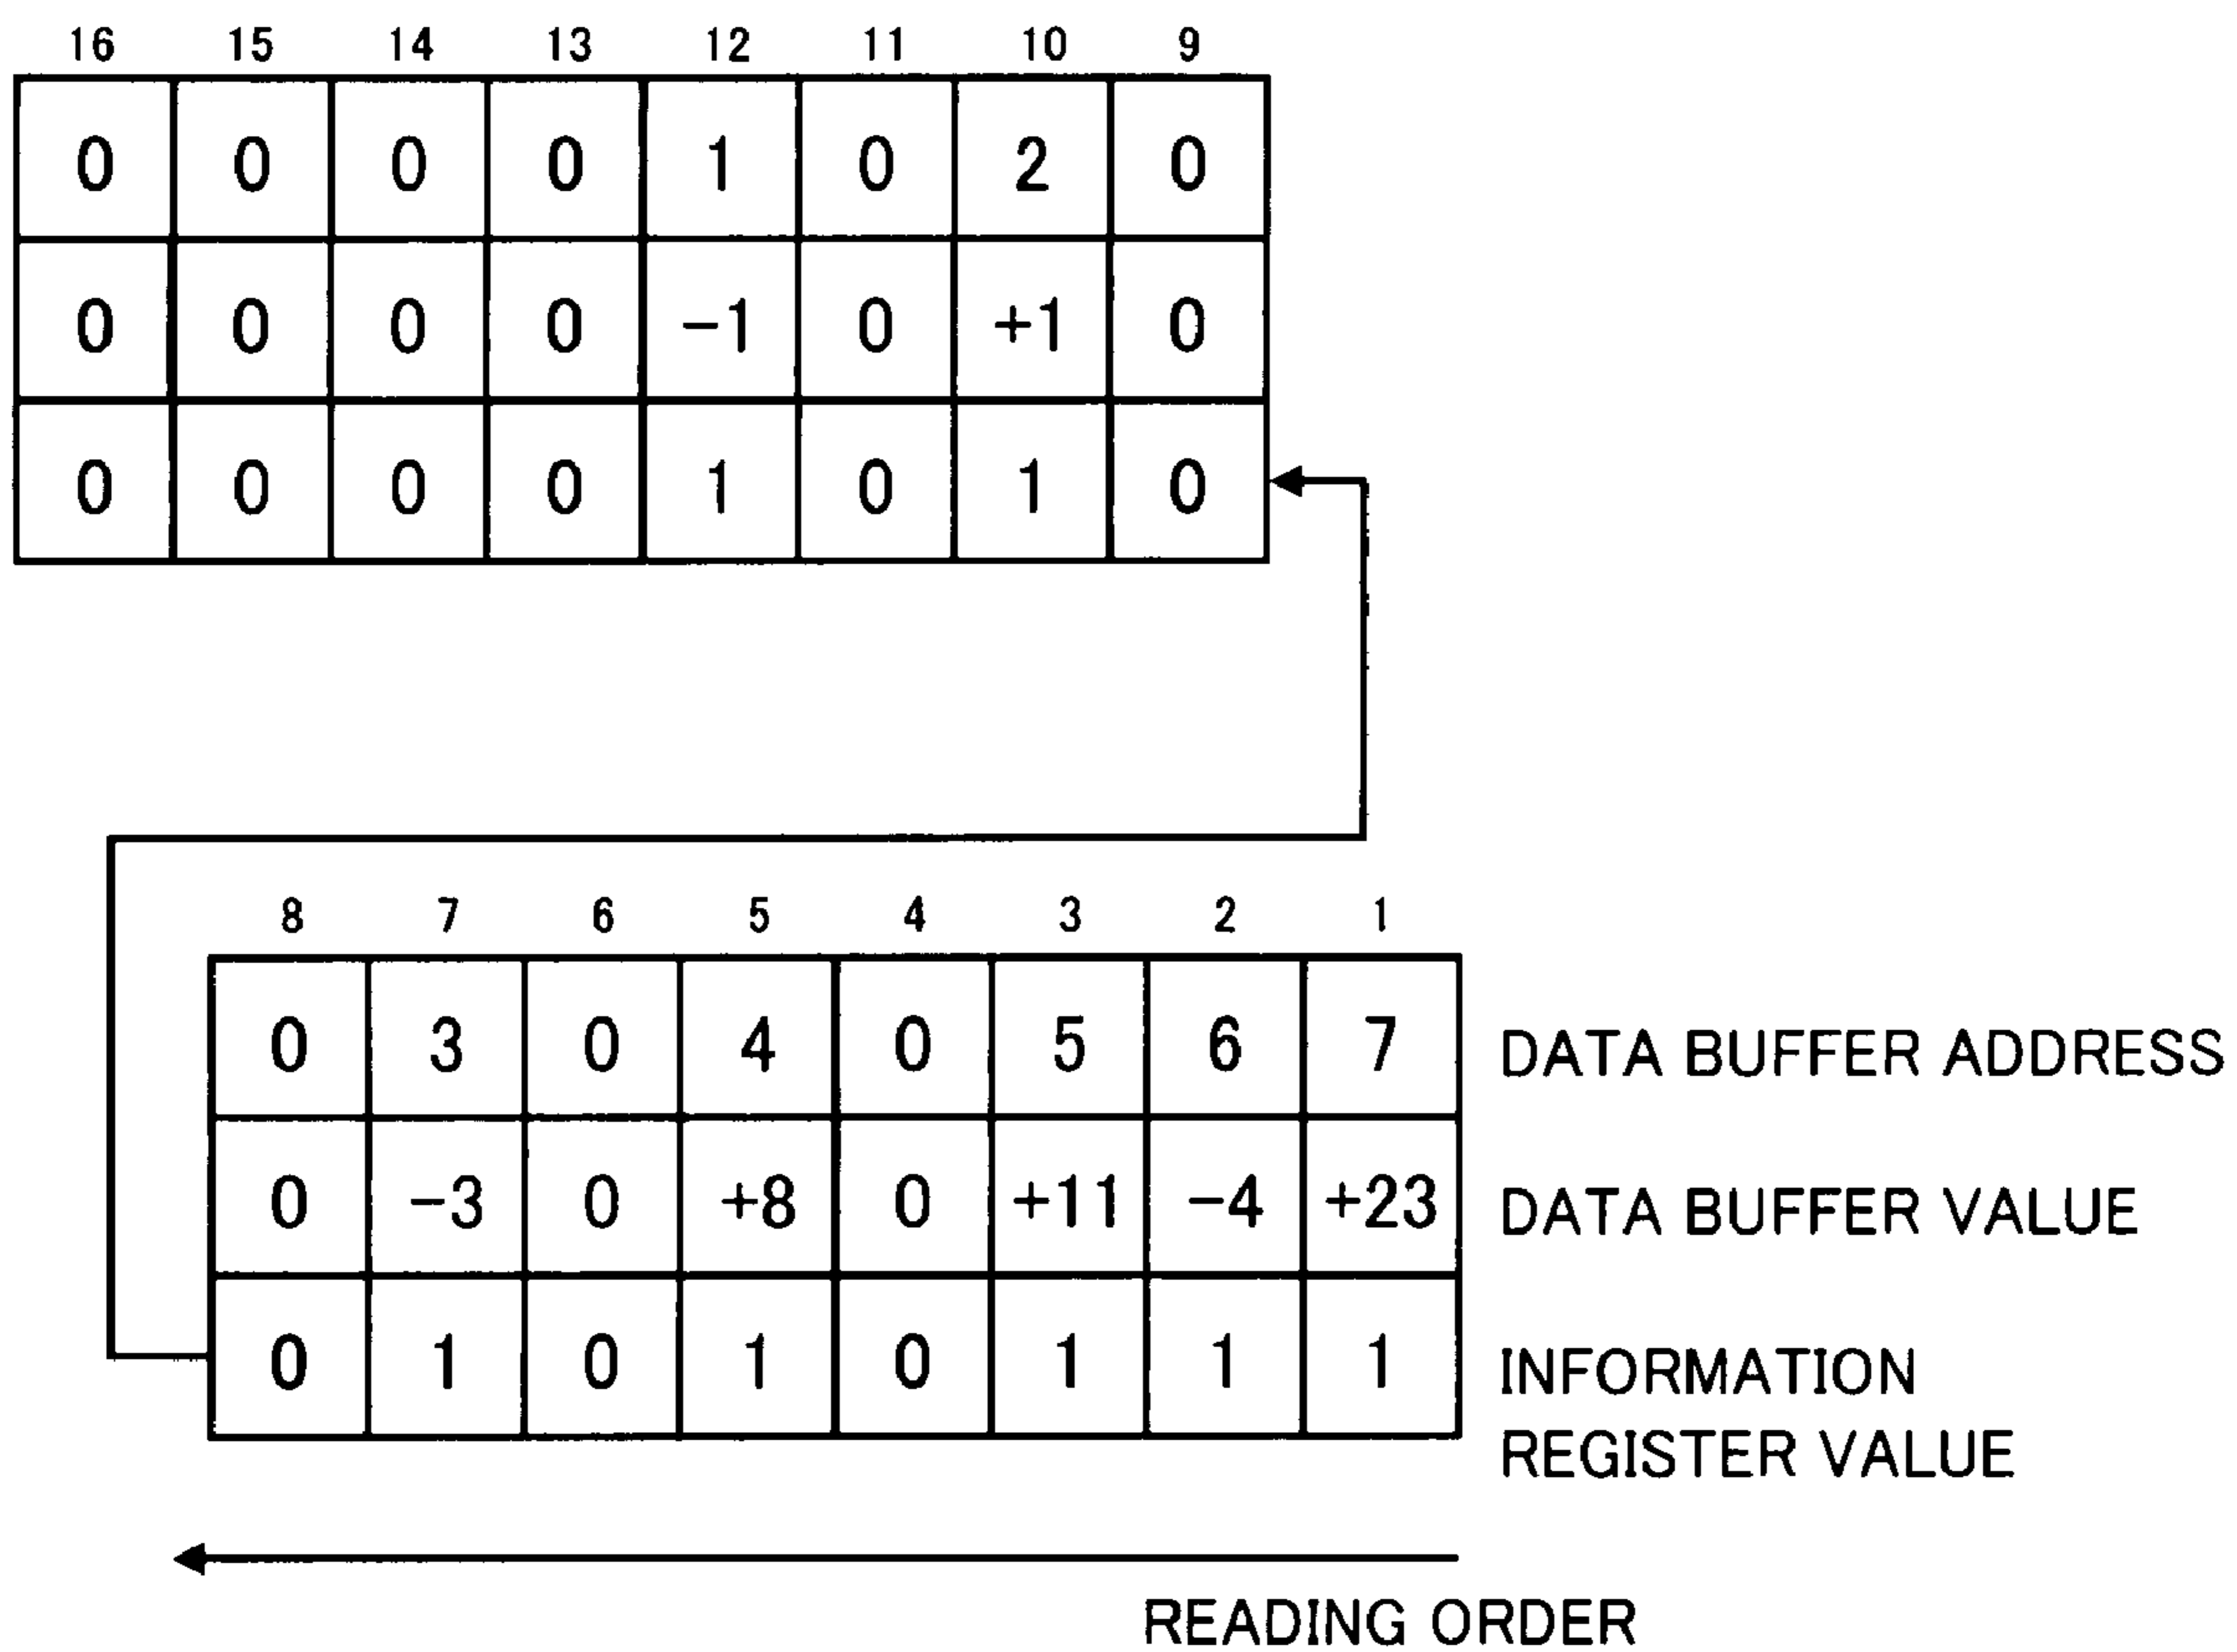 16 15 14 13 12 11 10 9
0 0 0 0 1 0 2 0
0 0 0 0 -1 0 +1 0
0 0 0 0 1 0 1 0
8 7 6 5 4 3 2 1
0 3 0 4 0 5 6 7 DATA BUFFER ADDRESS
0 -3 0 +8 0 +11 -4 +23 DATA BUFFER VALUE
0 1 0 1 0 1 1 1 INFORMATION
REGISTER VALUE
READING ORDER